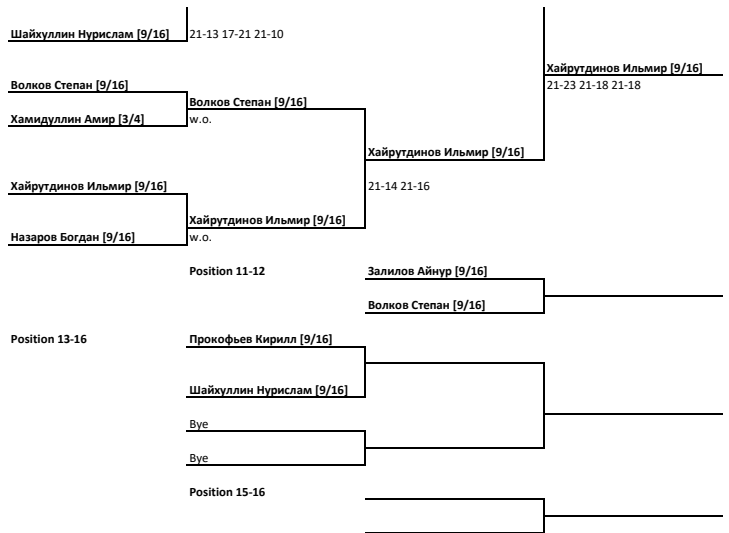 Шайхуллин Нурислам [9/16]
21-13 17-21 21-10
Хайрутдинов Ильмир [9/16]
21-23 21-18 21-18
Волков Степан [9/16]
Волков Степан [9/16]
w.o.
Хамидуллин Амир [3/4]
Хайрутдинов Ильмир [9/16]
21-14 21-16
Хайрутдинов Ильмир [9/16]
Хайрутдинов Ильмир [9/16]
w.o.
Назаров Богдан [9/16]
Position 11-12
Залилов Айнур [9/16]
Волков Степан [9/16]
Position 13-16
Прокофьев Кирилл [9/16]
Шайхуллин Нурислам [9/16]
Bye
Bye
Position 15-16